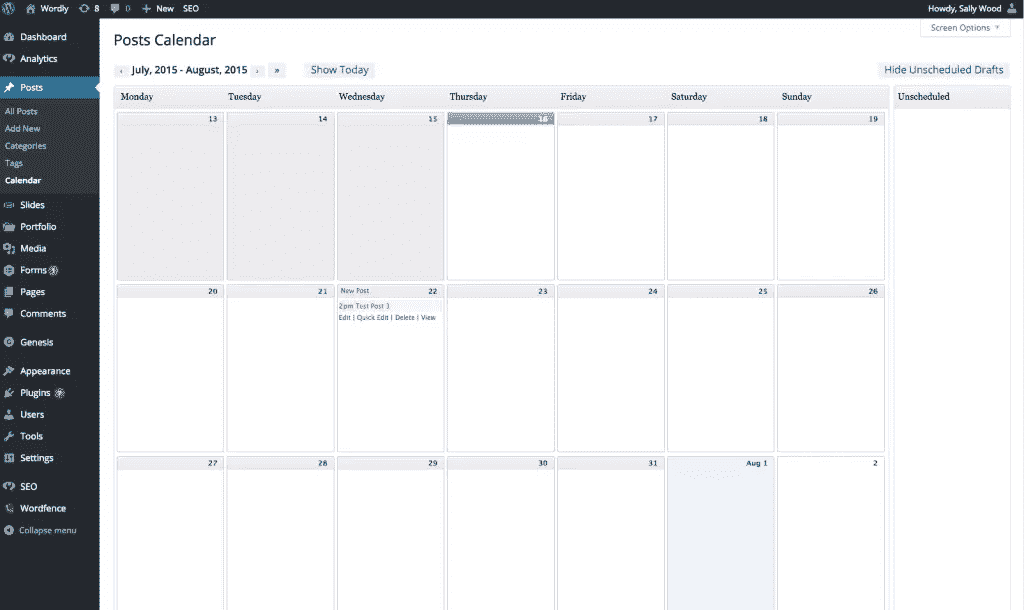 Wordly 8 0 New SEO Howdy, Sally Wood
Screen Options
Dashboard
Analytics
Posts
All Posts
Add New
Categories
Tags
Calendar
Slides
Portfolio
Media
Forms
Pages
Comments
Genesis
Appearance
Plugins
Users
Tools
Settings
SEO
Wordfence
Collapse menu
Posts Calendar
‹ July, 2015 - August, 2015 › » Show Today Hide Unscheduled Drafts
Monday Tuesday Wednesday Thursday Friday Saturday Sunday Unscheduled
13 14 15 16 17 18 19
20 21 New Post 22 23 24 25 26
2pm Test Post 3
Edit | Quick Edit | Delete | View
27 28 29 30 31 Aug 1 2